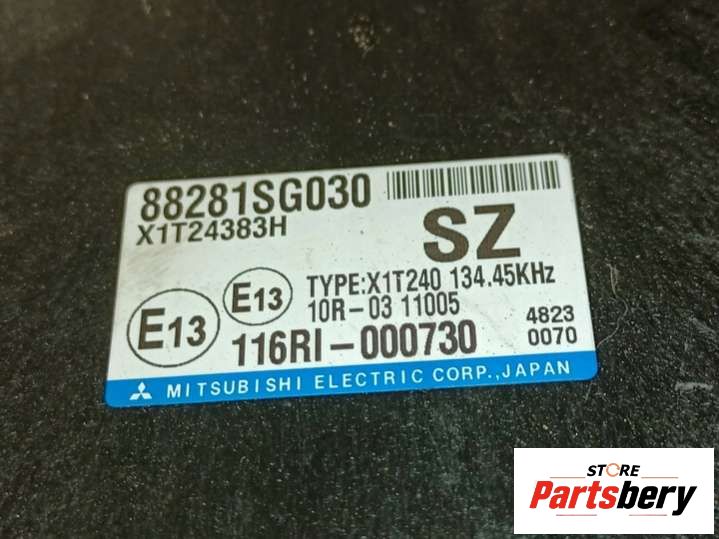 88281SG030
X1T24383H
SZ
TYPE:X1T240 134.45KHz
10R-03 11005
E13
E13
116RI-000730
4823
0070
MITSUBISHI ELECTRIC CORP.,JAPAN
STORE
Partsbery